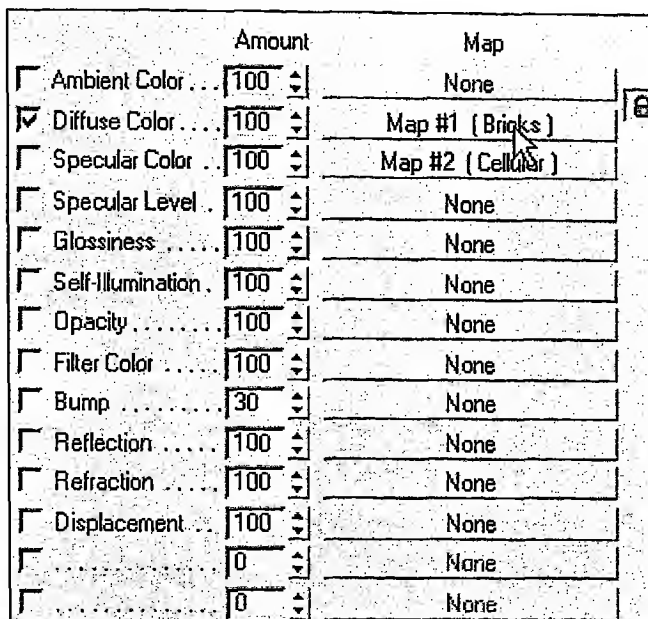 Amount Map
Ambient Color ... 100 None
Diffuse Color .... 100 Map #1 ( Bricks )
Specular Color .. 100 Map #2 ( Cellular )
Specular Level . 100 None
Glossiness ..... 100 None
Self-Illumination . 100 None
Opacity ........ 100 None
Filter Color ..... 100 None
Bump ......... 30 None
Reflection ..... 100 None
Refraction ..... 100 None
Displacement .. 100 None
.............. 0 None
.............. 0 None